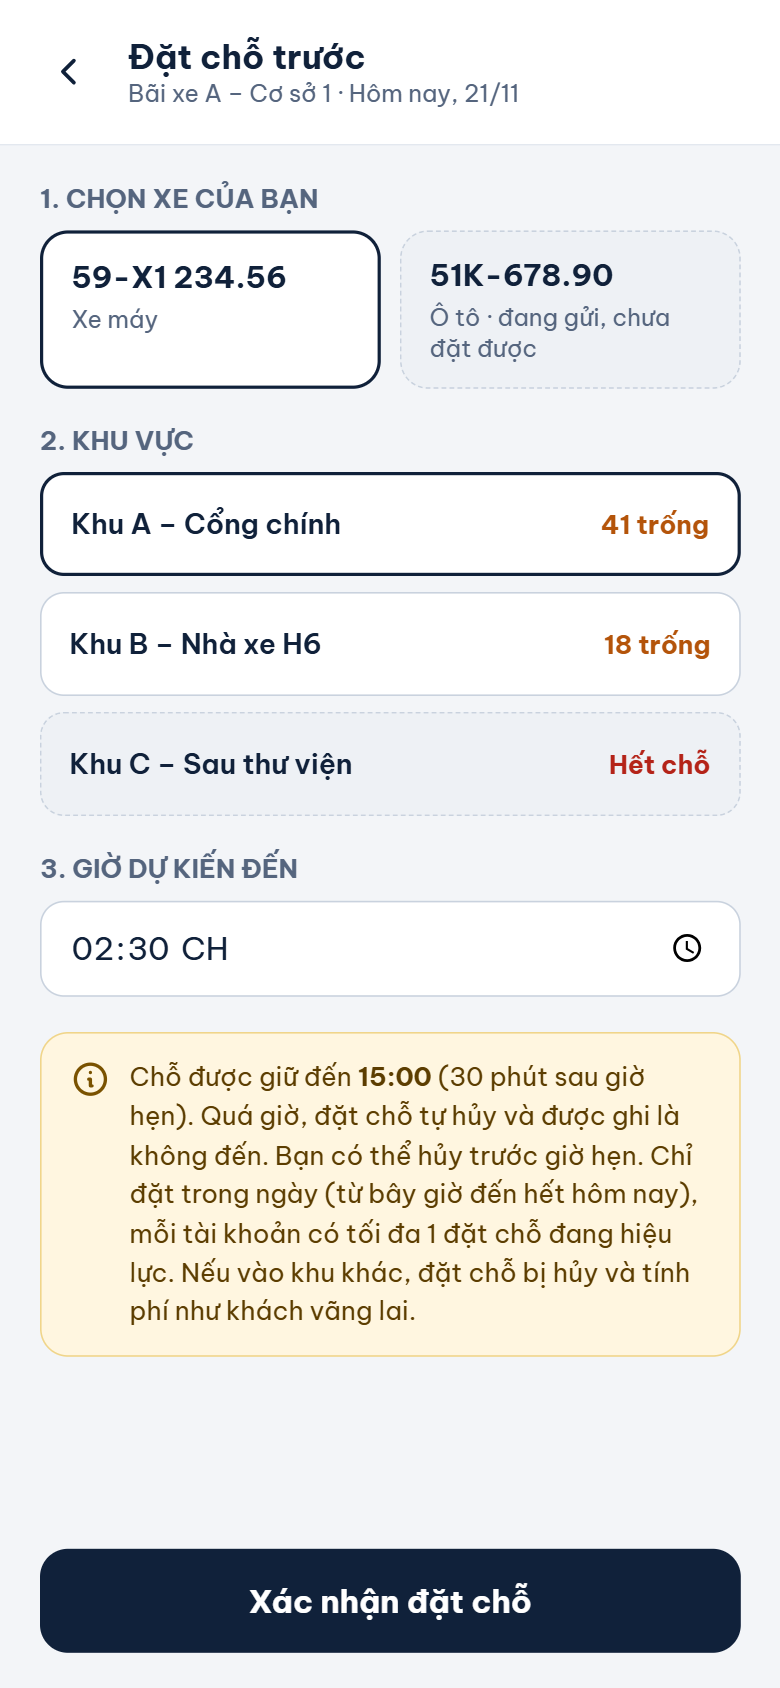 Đặt chỗ trước
Bãi xe A – Cơ sở 1 · Hôm nay, 21/11
1. CHỌN XE CỦA BẠN
59-X1 234.56
Xe máy
51K-678.90
Ô tô · đang gửi, chưa
đặt được
2. KHU VỰC
Khu A – Cổng chính
41 trống
Khu B – Nhà xe H6
18 trống
Khu C – Sau thư viện
Hết chỗ
3. GIỜ DỰ KIẾN ĐẾN
02:30 CH
Chỗ được giữ đến 15:00 (30 phút sau giờ
hẹn). Quá giờ, đặt chỗ tự hủy và được ghi là
không đến. Bạn có thể hủy trước giờ hẹn. Chỉ
đặt trong ngày (từ bây giờ đến hết hôm nay),
mỗi tài khoản có tối đa 1 đặt chỗ đang hiệu
lực. Nếu vào khu khác, đặt chỗ bị hủy và tính
phí như khách vãng lai.
Xác nhận đặt chỗ